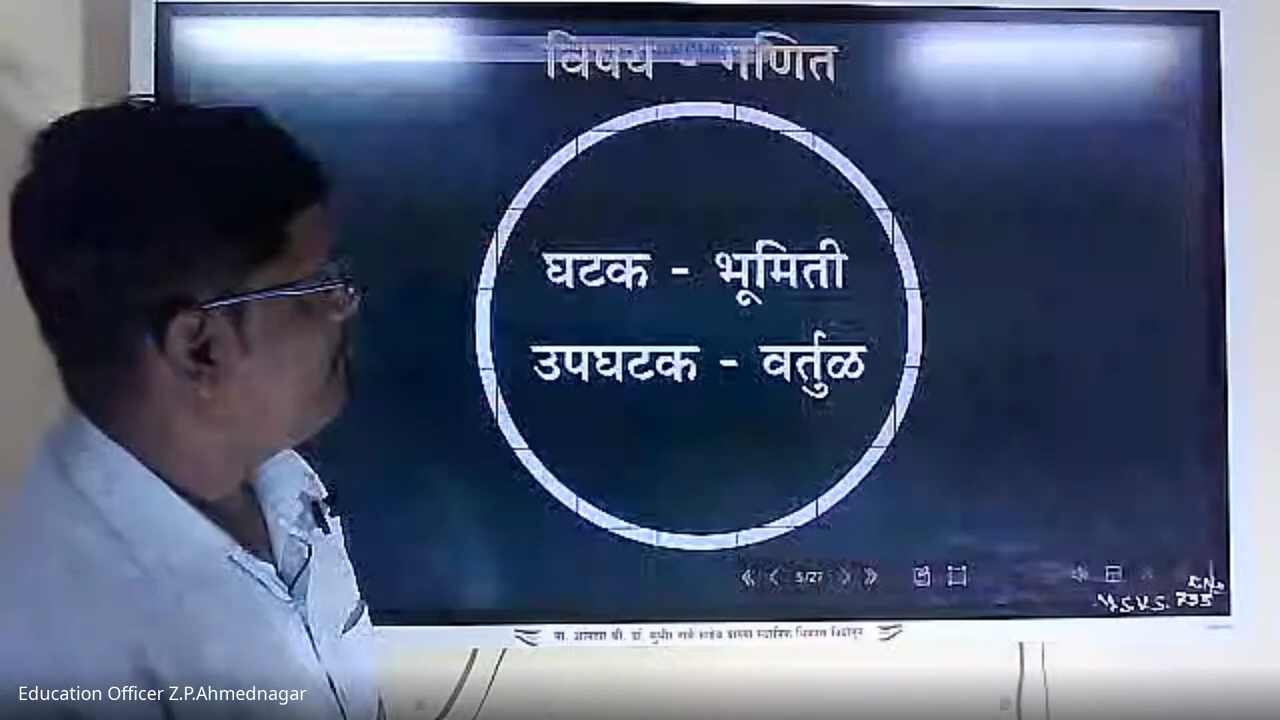 विषय - गणित
घटक - भूमिती
उपघटक - वर्तुळ
5/27
Education Officer Z.P.Ahmednagar